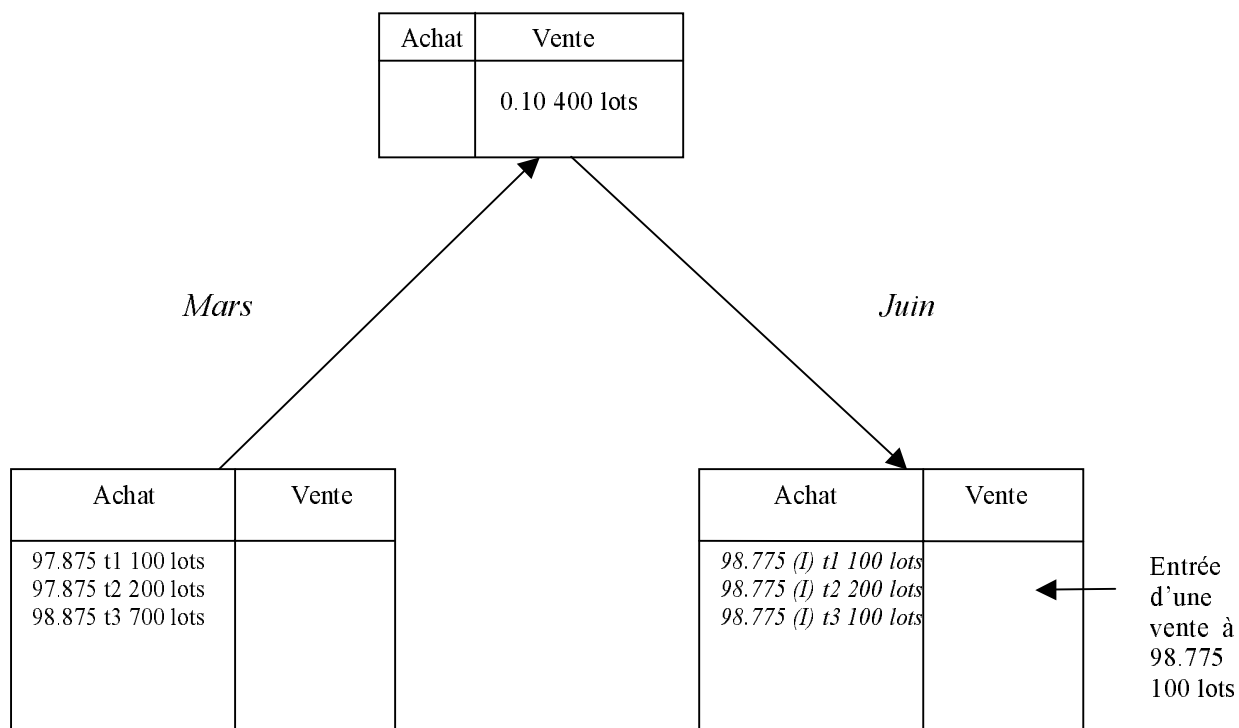 Achat Vente
0.10 400 lots
Mars
Juin
Achat Vente
97.875 t1 100 lots
97.875 t2 200 lots
98.875 t3 700 lots
Achat Vente
98.775 (I) t1 100 lots
98.775 (I) t2 200 lots
98.775 (I) t3 100 lots
Entrée
d'une
vente à
98.775
100 lots